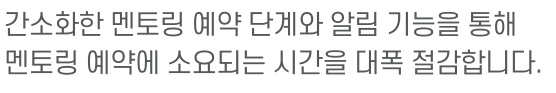 간소화한 멘토링 예약 단계와 알림 기능을 통해
멘토링 예약에 소요되는 시간을 대폭 절감합니다.